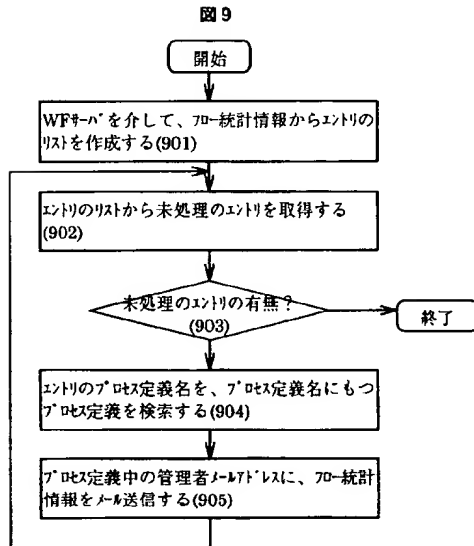 図9
開始
WFサーバを介して、フロー統計情報からエントリの
リストを作成する(901)
エントリのリストから未処理のエントリを取得する
(902)
未処理のエントリの有無？
(903)
終了
エントリのプロセス定義名を、プロセス定義名にもつ
プロセス定義を検索する(904)
プロセス定義中の管理者メールアドレスに、フロー統計
情報をメール送信する(905)